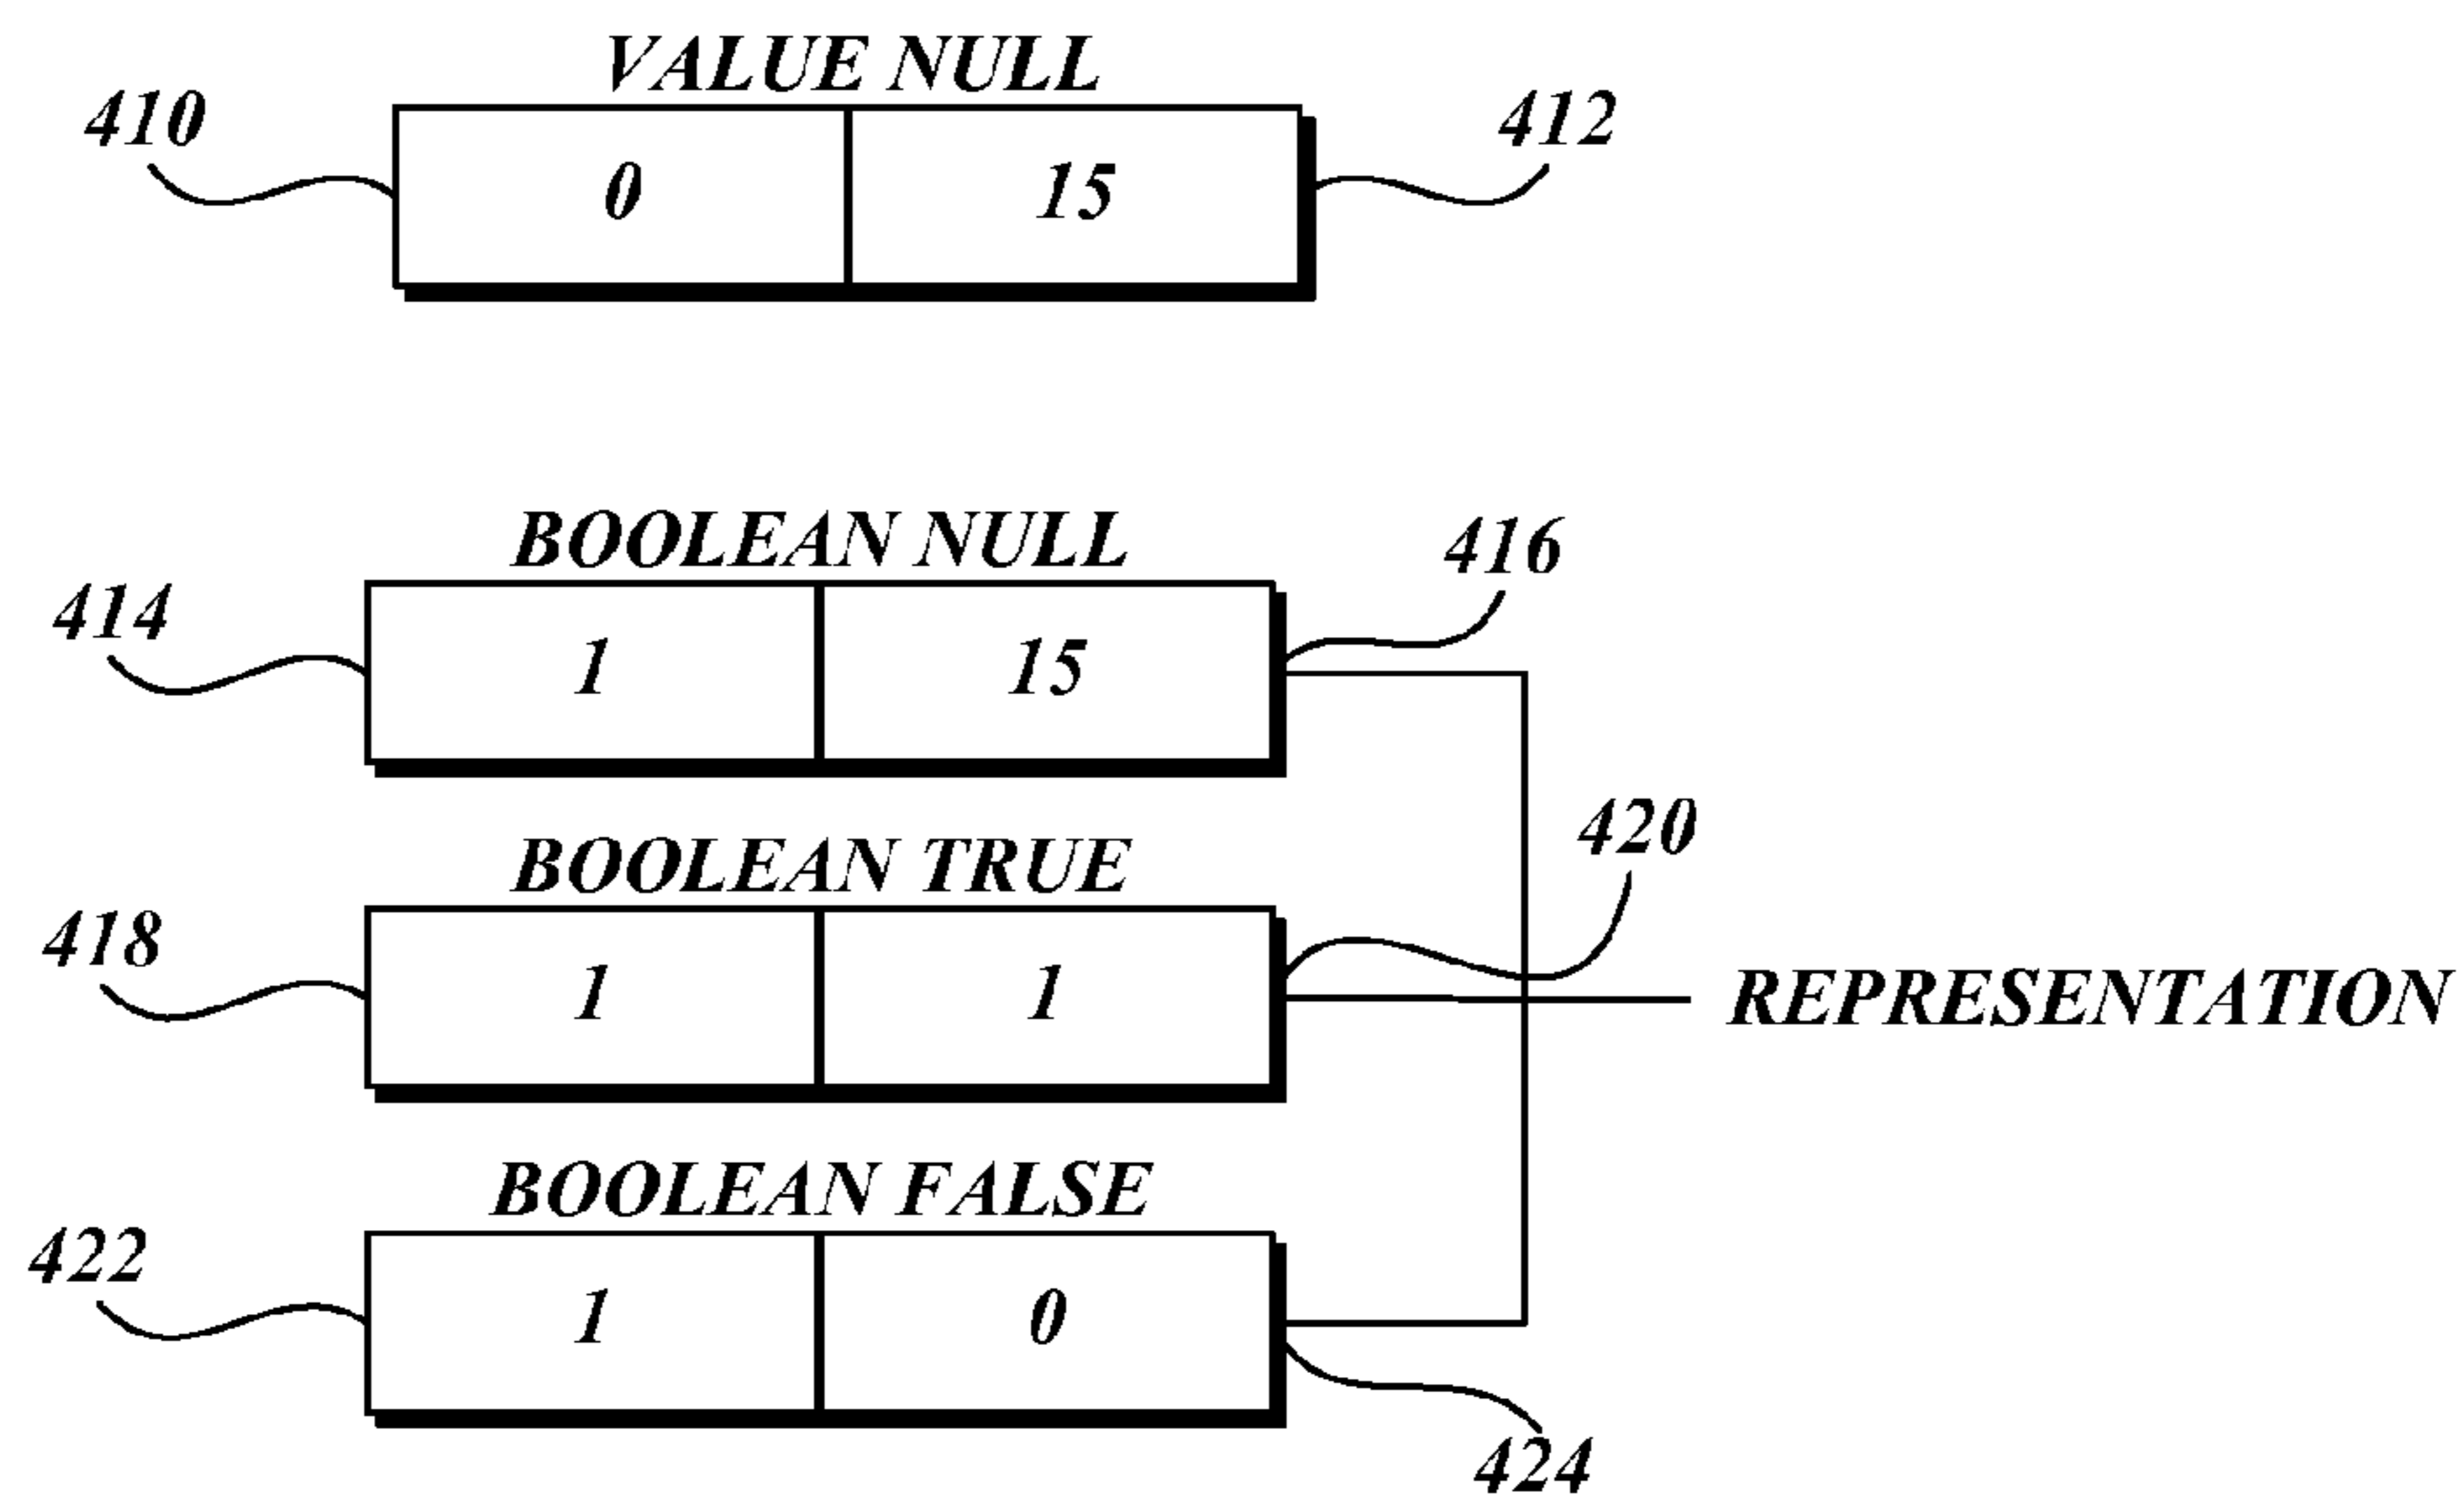 VALUE NULL
410
412
0 15
BOOLEAN NULL
416
414
1 15
420
BOOLEAN TRUE
418
1 1
REPRESENTATION
BOOLEAN FALSE
422
1 0
424